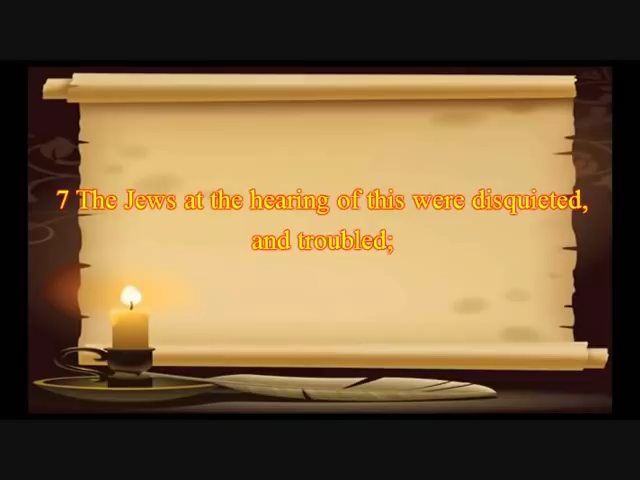 7 The Jews at the hearing of this were disquieted,
and troubled;